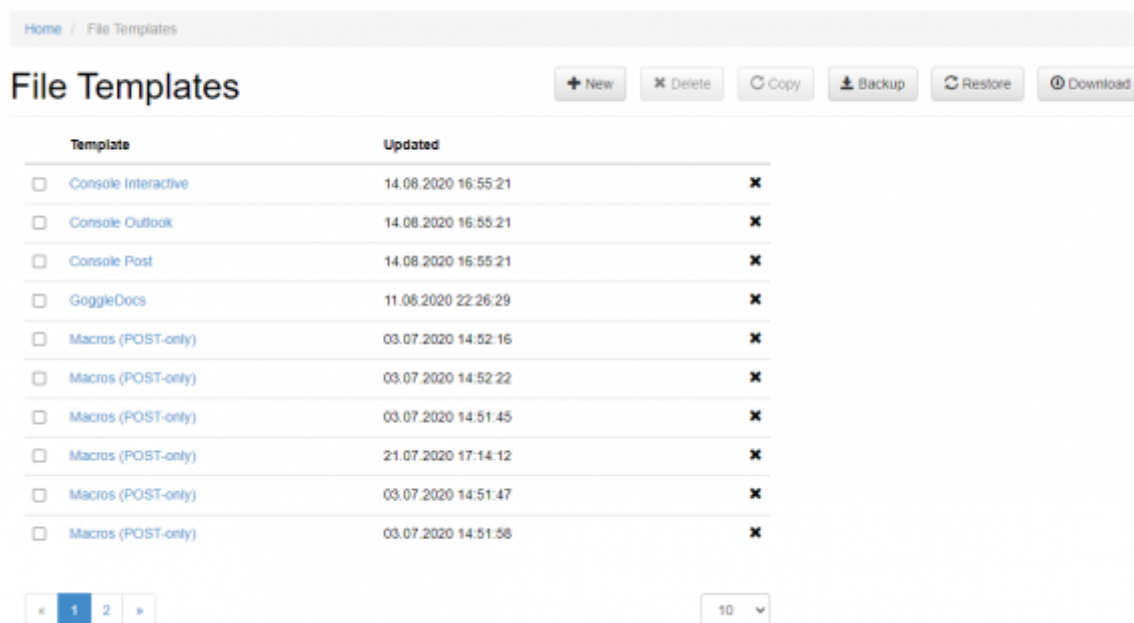 Home / File Templates
File Templates
New Delete Copy Backup Restore Download
Template Updated
Console Interactive 14.08.2020 16:55:21
Console Outlook 14.08.2020 16:55:21
Console Post 14.08.2020 16:55:21
GoggleDocs 11.08.2020 22:26:29
Macros (POST-only) 03.07.2020 14:52:16
Macros (POST-only) 03.07.2020 14:52:22
Macros (POST-only) 03.07.2020 14:51:45
Macros (POST-only) 21.07.2020 17:14:12
Macros (POST-only) 03.07.2020 14:51:47
Macros (POST-only) 03.07.2020 14:51:58
« 1 2 » 10